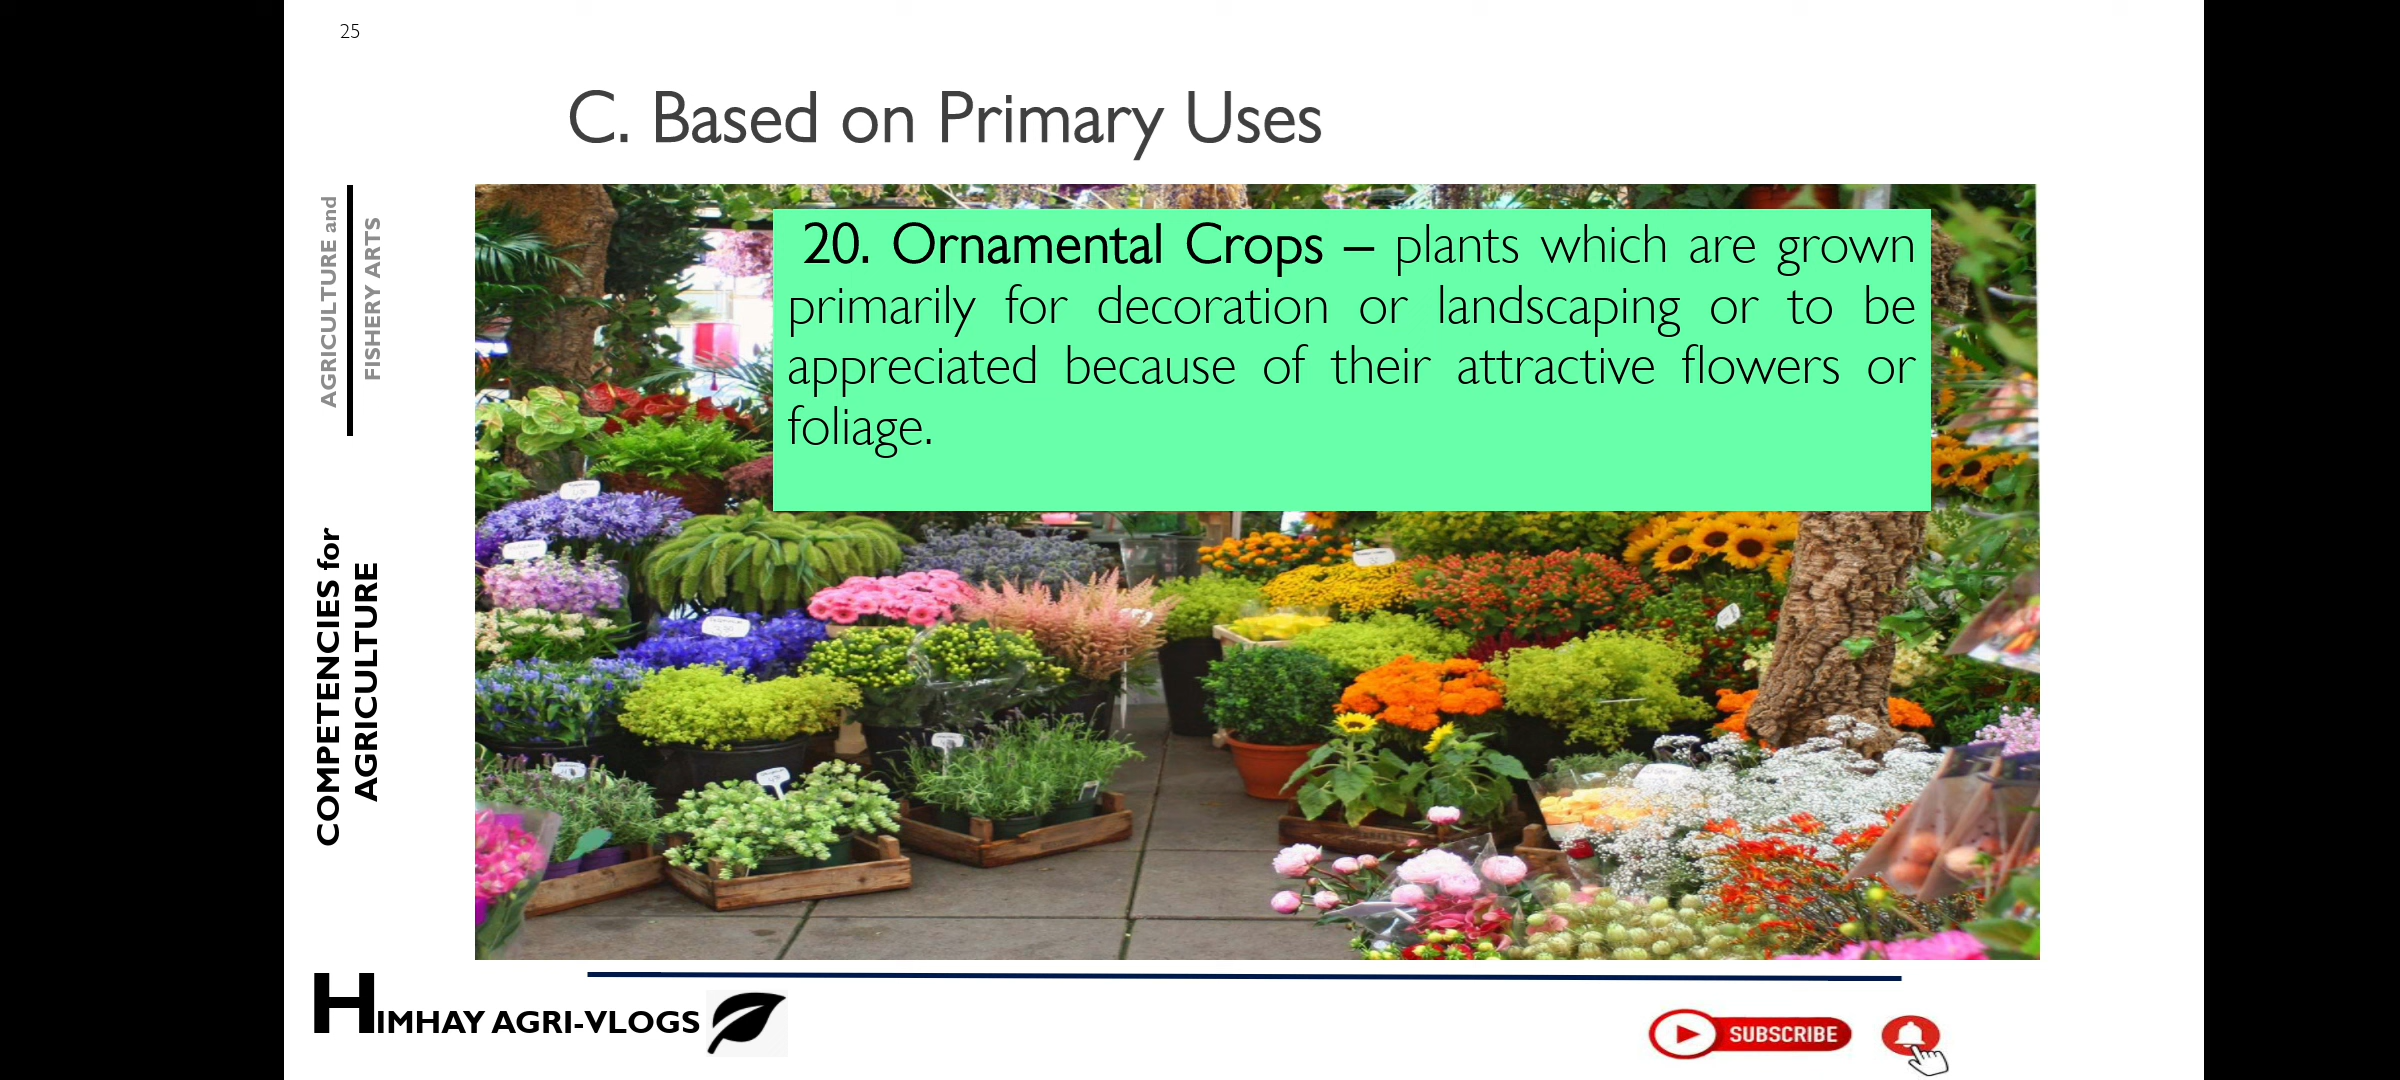 25
C. Based on Primary Uses
AGRICULTURE and
FISHERY ARTS
20. Ornamental Crops – plants which are grown
primarily for decoration or landscaping or to be
appreciated because of their attractive flowers or
foliage.
COMPETENCIES for
AGRICULTURE
HIMHAY AGRI-VLOGS
SUBSCRIBE